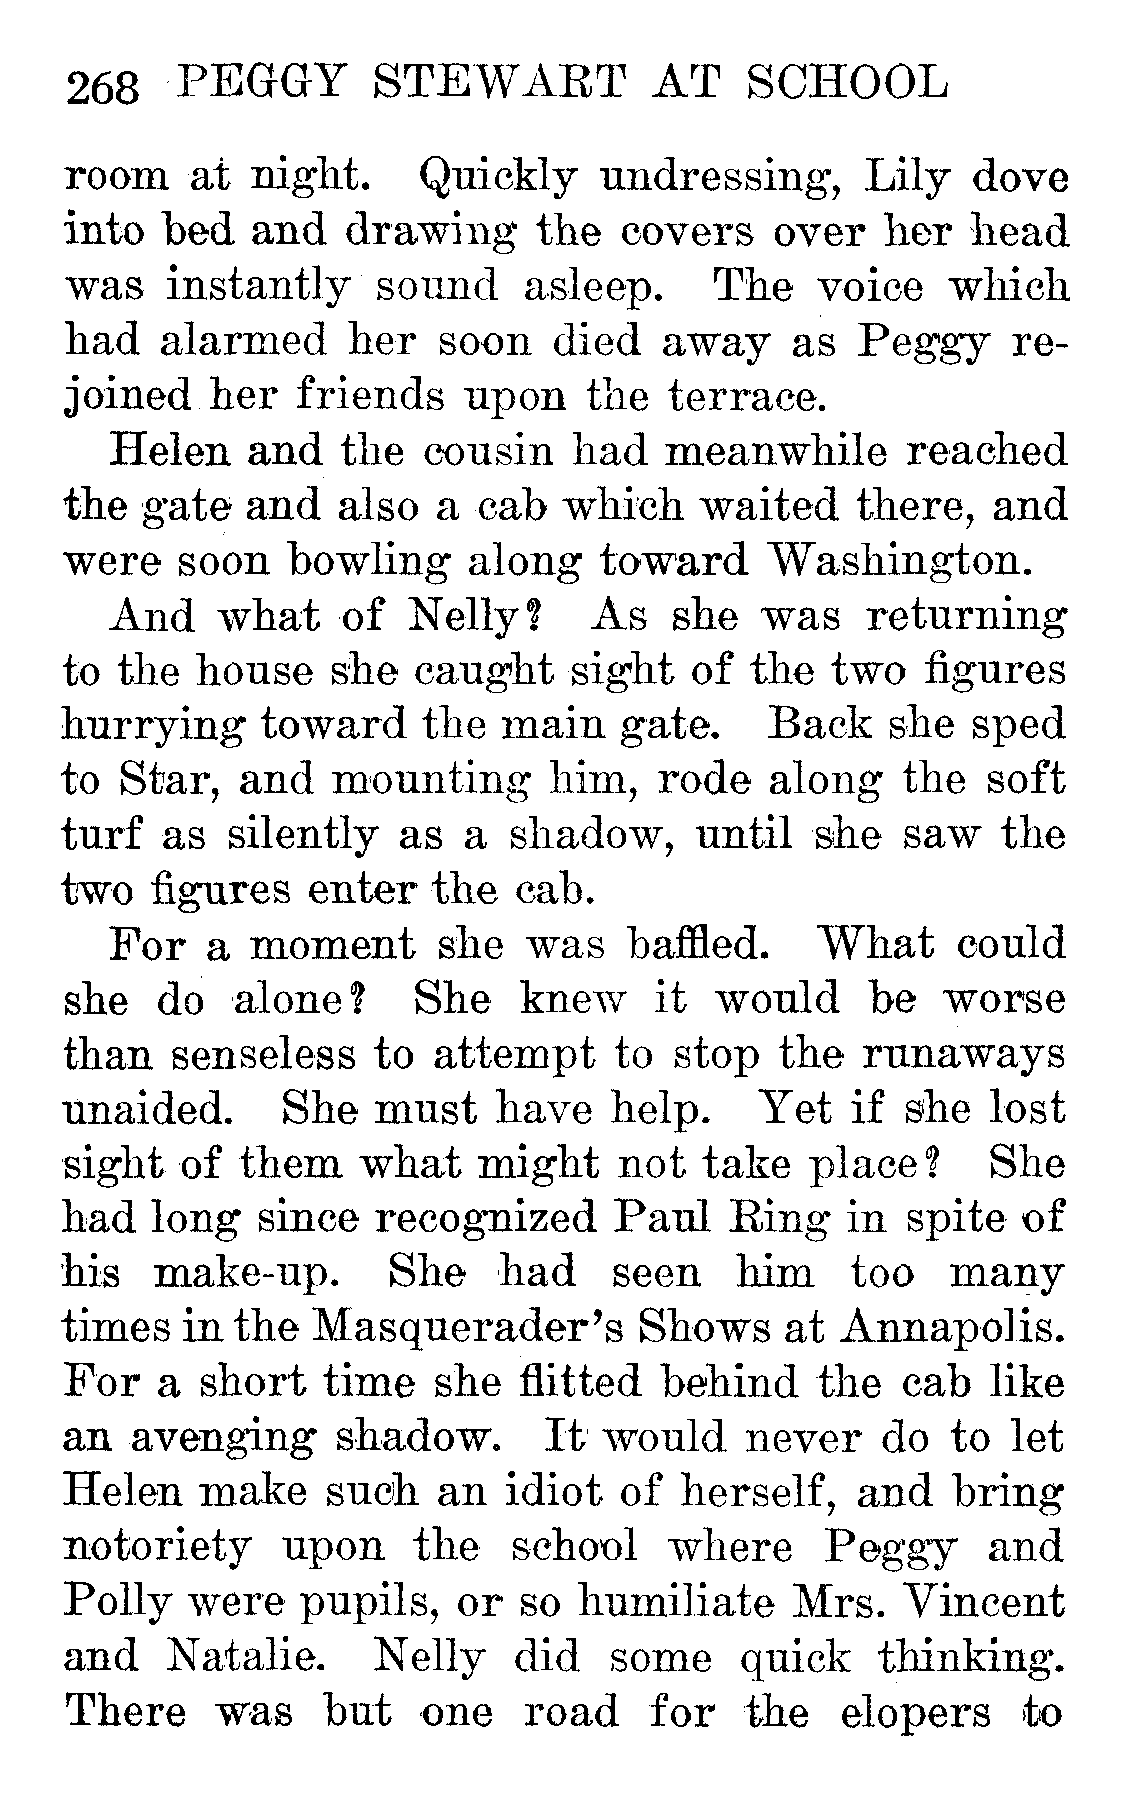 268 PEGGY STEWART AT SCHOOL
room at night. Quickly undressing, Lily dove
into bed and drawing the covers over her head
was instantly sound asleep. The voice which
had alarmed her soon died away as Peggy re-
joined her friends upon the terrace.
Helen and the cousin had meanwhile reached
the gate and also a cab which waited there, and
were soon bowling along toward Washington.
And what of Nelly? As she was returning
to the house she caught sight of the two figures
hurrying toward the main gate. Back she sped
to Star, and mounting him, rode along the soft
turf as silently as a shadow, until she saw the
two figures enter the cab.
For a moment she was baffled. What could
she do alone? She knew it would be worse
than senseless to attempt to stop the runaways
unaided. She must have help. Yet if she lost
sight of them what might not take place? She
had long since recognized Paul Ring in spite of
his make-up. She had seen him too many
times in the Masquerader's Shows at Annapolis.
For a short time she flitted behind the cab like
an avenging shadow. It would never do to let
Helen make such an idiot of herself, and bring
notoriety upon the school where Peggy and
Polly were pupils, or so humiliate Mrs. Vincent
and Natalie. Nelly did some quick thinking.
There was but one road for the elopers to